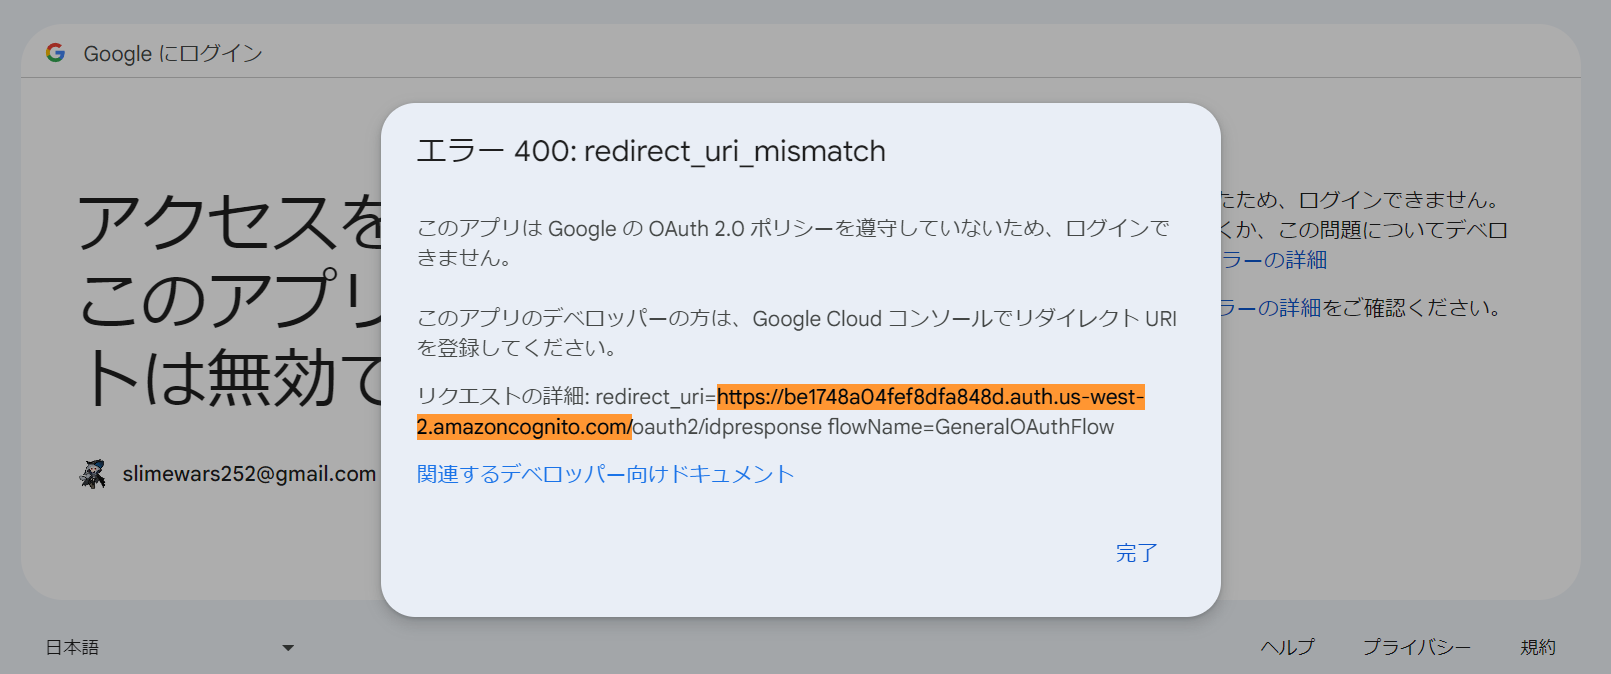 Google にログイン
エラー 400: redirect_uri_mismatch
アクセスを
このアプリ
トは無効で
このアプリは Google の OAuth 2.0 ポリシーを遵守していないため、ログインで
きません。
このアプリのデベロッパーの方は、Google Cloud コンソールでリダイレクト URI
を登録してください。
リクエストの詳細: redirect_uri=https://be1748a04fef8dfa848d.auth.us-west-
2.amazoncognito.com/oauth2/idpresponse flowName=GeneralOAuthFlow
関連するデベロッパー向けドキュメント
完了
たため、ログインできません。
くか、この問題についてデベロ
ラーの詳細
ラーの詳細をご確認ください。
slimewars252@gmail.com
日本語
ヘルプ
プライバシー
規約